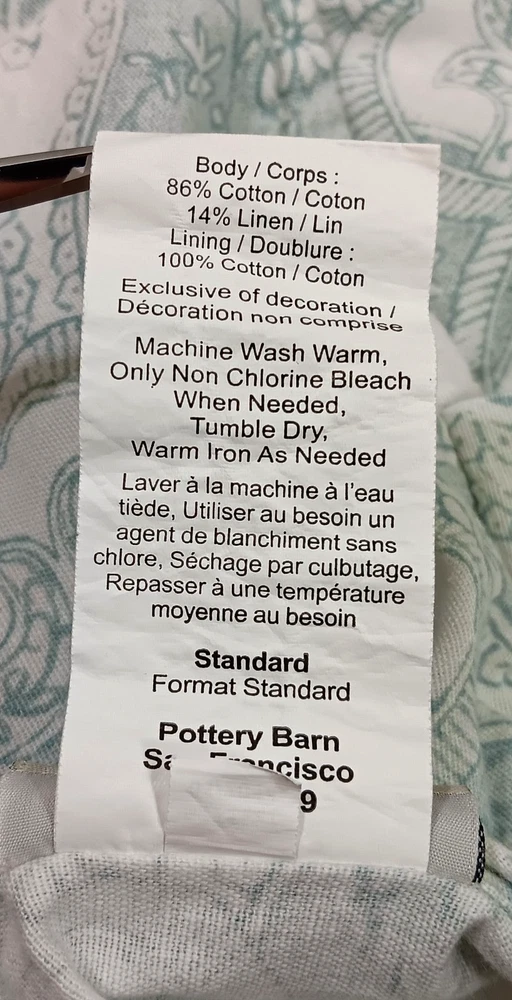 Body / Corps :
86% Cotton / Coton
14% Linen / Lin
Lining / Doublure :
100% Cotton / Coton
Exclusive of decoration /
Décoration non comprise
Machine Wash Warm,
Only Non Chlorine Bleach
When Needed,
Tumble Dry,
Warm Iron As Needed
Laver à la machine à l'eau
tiède, Utiliser au besoin un
agent de blanchiment sans
chlore, Séchage par culbutage,
Repasser à une température
moyenne au besoin
Standard
Format Standard
Pottery Barn
San Francisco
9